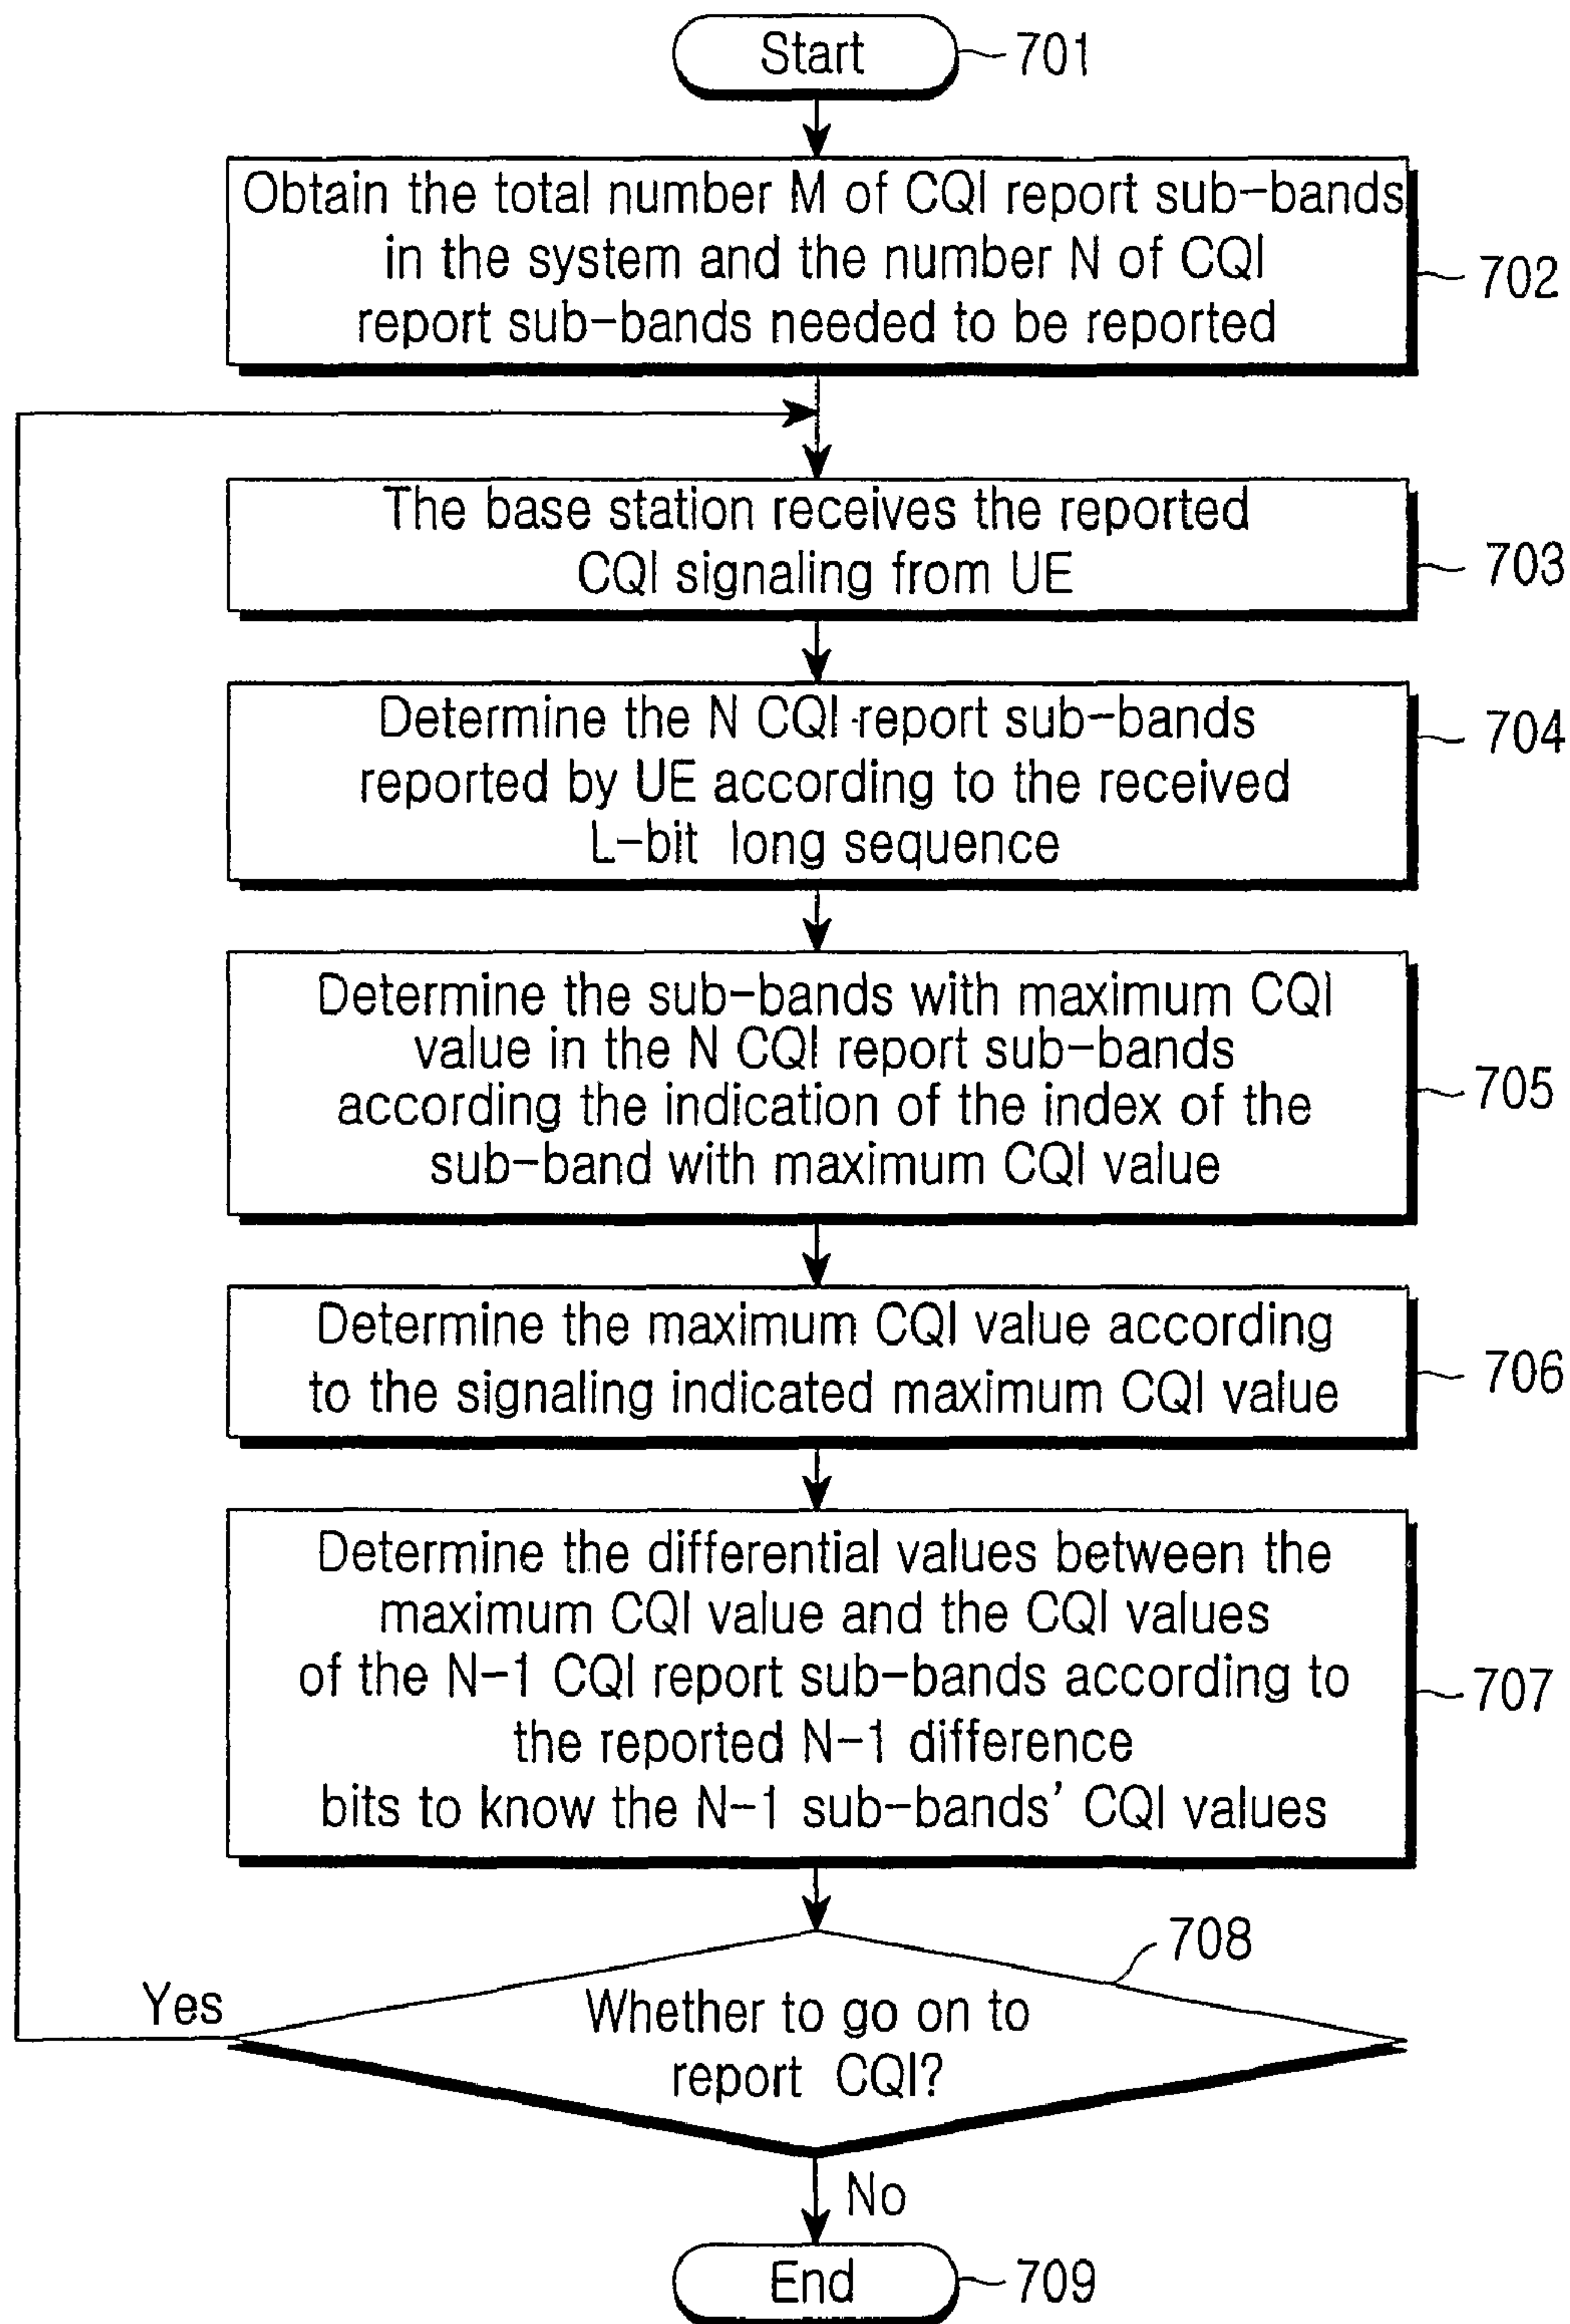 Start
701
Obtain the total number M of CQI report sub-bands
in the system and the number N of CQI
report sub-bands needed to be reported
702
The base station receives the reported
CQI signaling from UE
703
Determine the N CQI report sub-bands
reported by UE according to the received
L-bit long sequence
704
Determine the sub-bands with maximum CQI
value in the N CQI report sub-bands
according the indication of the index of the
sub-band with maximum CQI value
705
Determine the maximum CQI value according
to the signaling indicated maximum CQI value
706
Determine the differential values between the
maximum CQI value and the CQI values
of the N-1 CQI report sub-bands according to
the reported N-1 difference
bits to know the N-1 sub-bands' CQI values
707
708
Yes
Whether to go on to
report CQI?
No
End
709